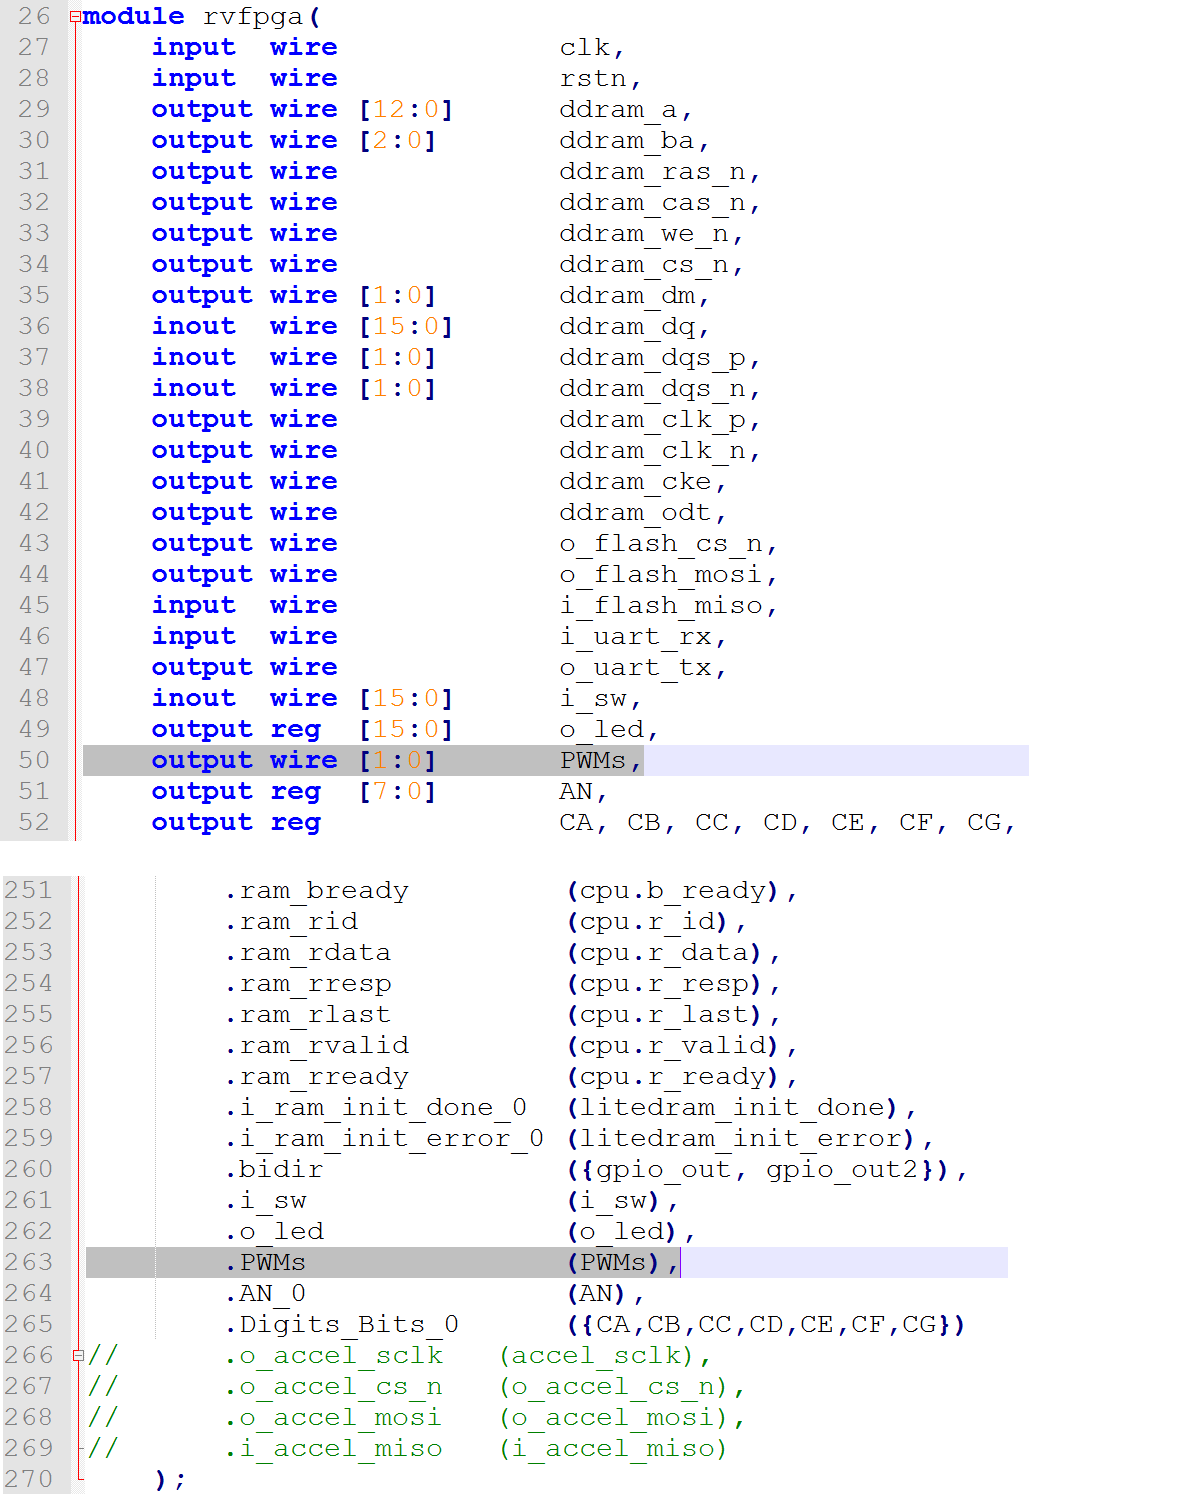 26 module rvfpga(
27 input wire clk,
28 input wire rstn,
29 output wire [12:0] ddram_a,
30 output wire [2:0] ddram_ba,
31 output wire ddram_ras_n,
32 output wire ddram_cas_n,
33 output wire ddram_we_n,
34 output wire ddram_cs_n,
35 output wire [1:0] ddram_dm,
36 inout wire [15:0] ddram_dq,
37 inout wire [1:0] ddram_dqs_p,
38 inout wire [1:0] ddram_dqs_n,
39 output wire ddram_clk_p,
40 output wire ddram_clk_n,
41 output wire ddram_cke,
42 output wire ddram_odt,
43 output wire o_flash_cs_n,
44 output wire o_flash_mosi,
45 input wire i_flash_miso,
46 input wire i_uart_rx,
47 output wire o_uart_tx,
48 inout wire [15:0] i_sw,
49 output reg [15:0] o_led,
50 output wire [1:0] PWMs,
51 output reg [7:0] AN,
52 output reg CA, CB, CC, CD, CE, CF, CG,
251 .ram_bready (cpu.b_ready),
252 .ram_rid (cpu.r_id),
253 .ram_rdata (cpu.r_data),
254 .ram_rresp (cpu.r_resp),
255 .ram_rlast (cpu.r_last),
256 .ram_rvalid (cpu.r_valid),
257 .ram_rready (cpu.r_ready),
258 .i_ram_init_done_0 (litedram_init_done),
259 .i_ram_init_error_0 (litedram_init_error),
260 .bidir ({gpio_out, gpio_out2}),
261 .i_sw (i_sw),
262 .o_led (o_led),
263 .PWMs (PWMs),
264 .AN_0 (AN),
265 .Digits_Bits_0 ({CA,CB,CC,CD,CE,CF,CG})
266 // .o_accel_sclk (accel_sclk),
267 // .o_accel_cs_n (o_accel_cs_n),
268 // .o_accel_mosi (o_accel_mosi),
269 // .i_accel_miso (i_accel_miso)
270 );